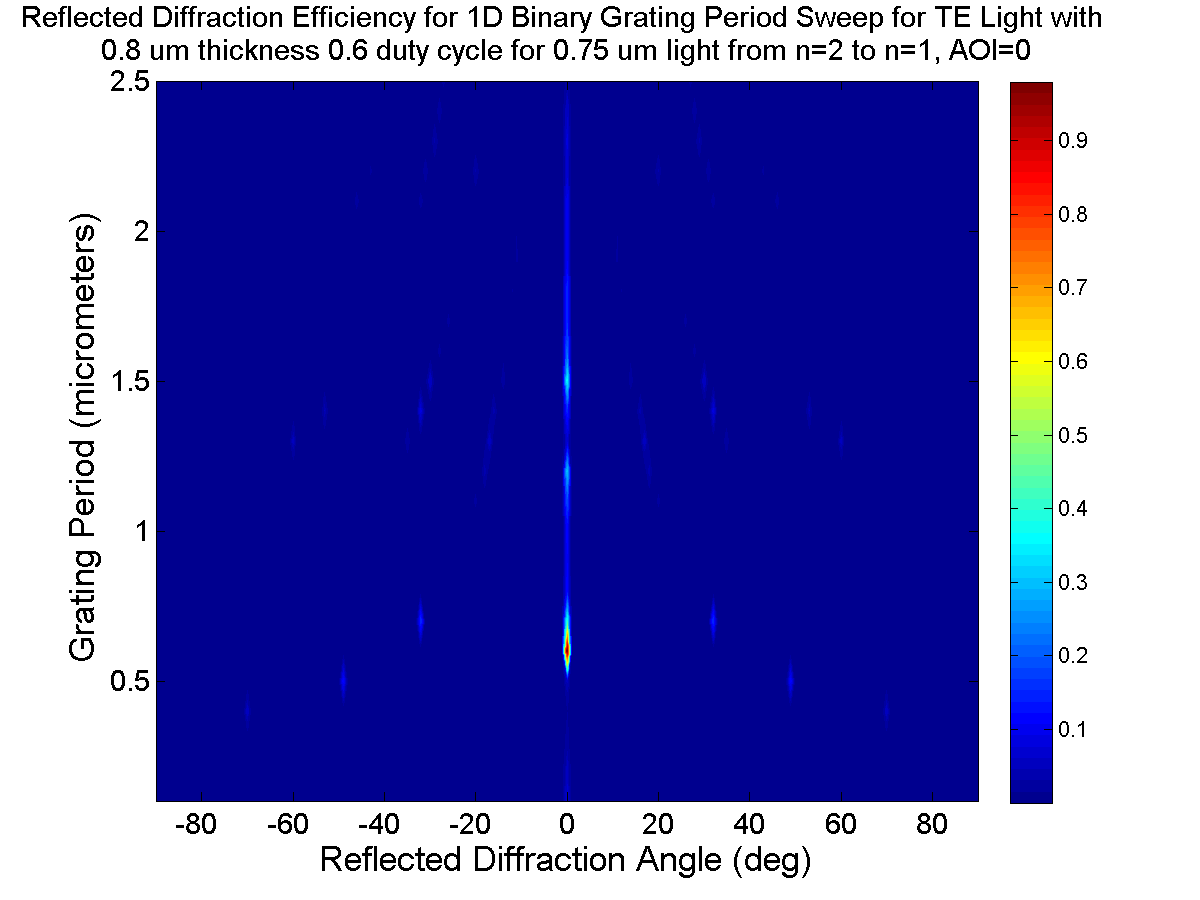 Reflected Diffraction Efficiency for 1D Binary Grating Period Sweep for TE Light with
0.8 um thickness 0.6 duty cycle for 0.75 um light from n=2 to n=1, AOI=0
2.5
2
1.5
1
0.5
Grating Period (micrometers)
-80 -60 -40 -20 0 20 40 60 80
Reflected Diffraction Angle (deg)
0.9
0.8
0.7
0.6
0.5
0.4
0.3
0.2
0.1